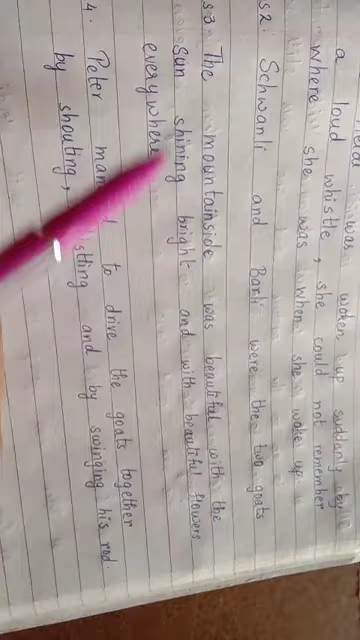 was woken up suddenly by
a loud whistle, she could not remember
where she was when she woke up
s2. Schwanli and Barli were the two goats
s3. The mountainside was beautiful with the
sun shining bright and with beautiful flowers
everywhere
4. Peter to drive the goats together
by shouting, and by swinging his rod.